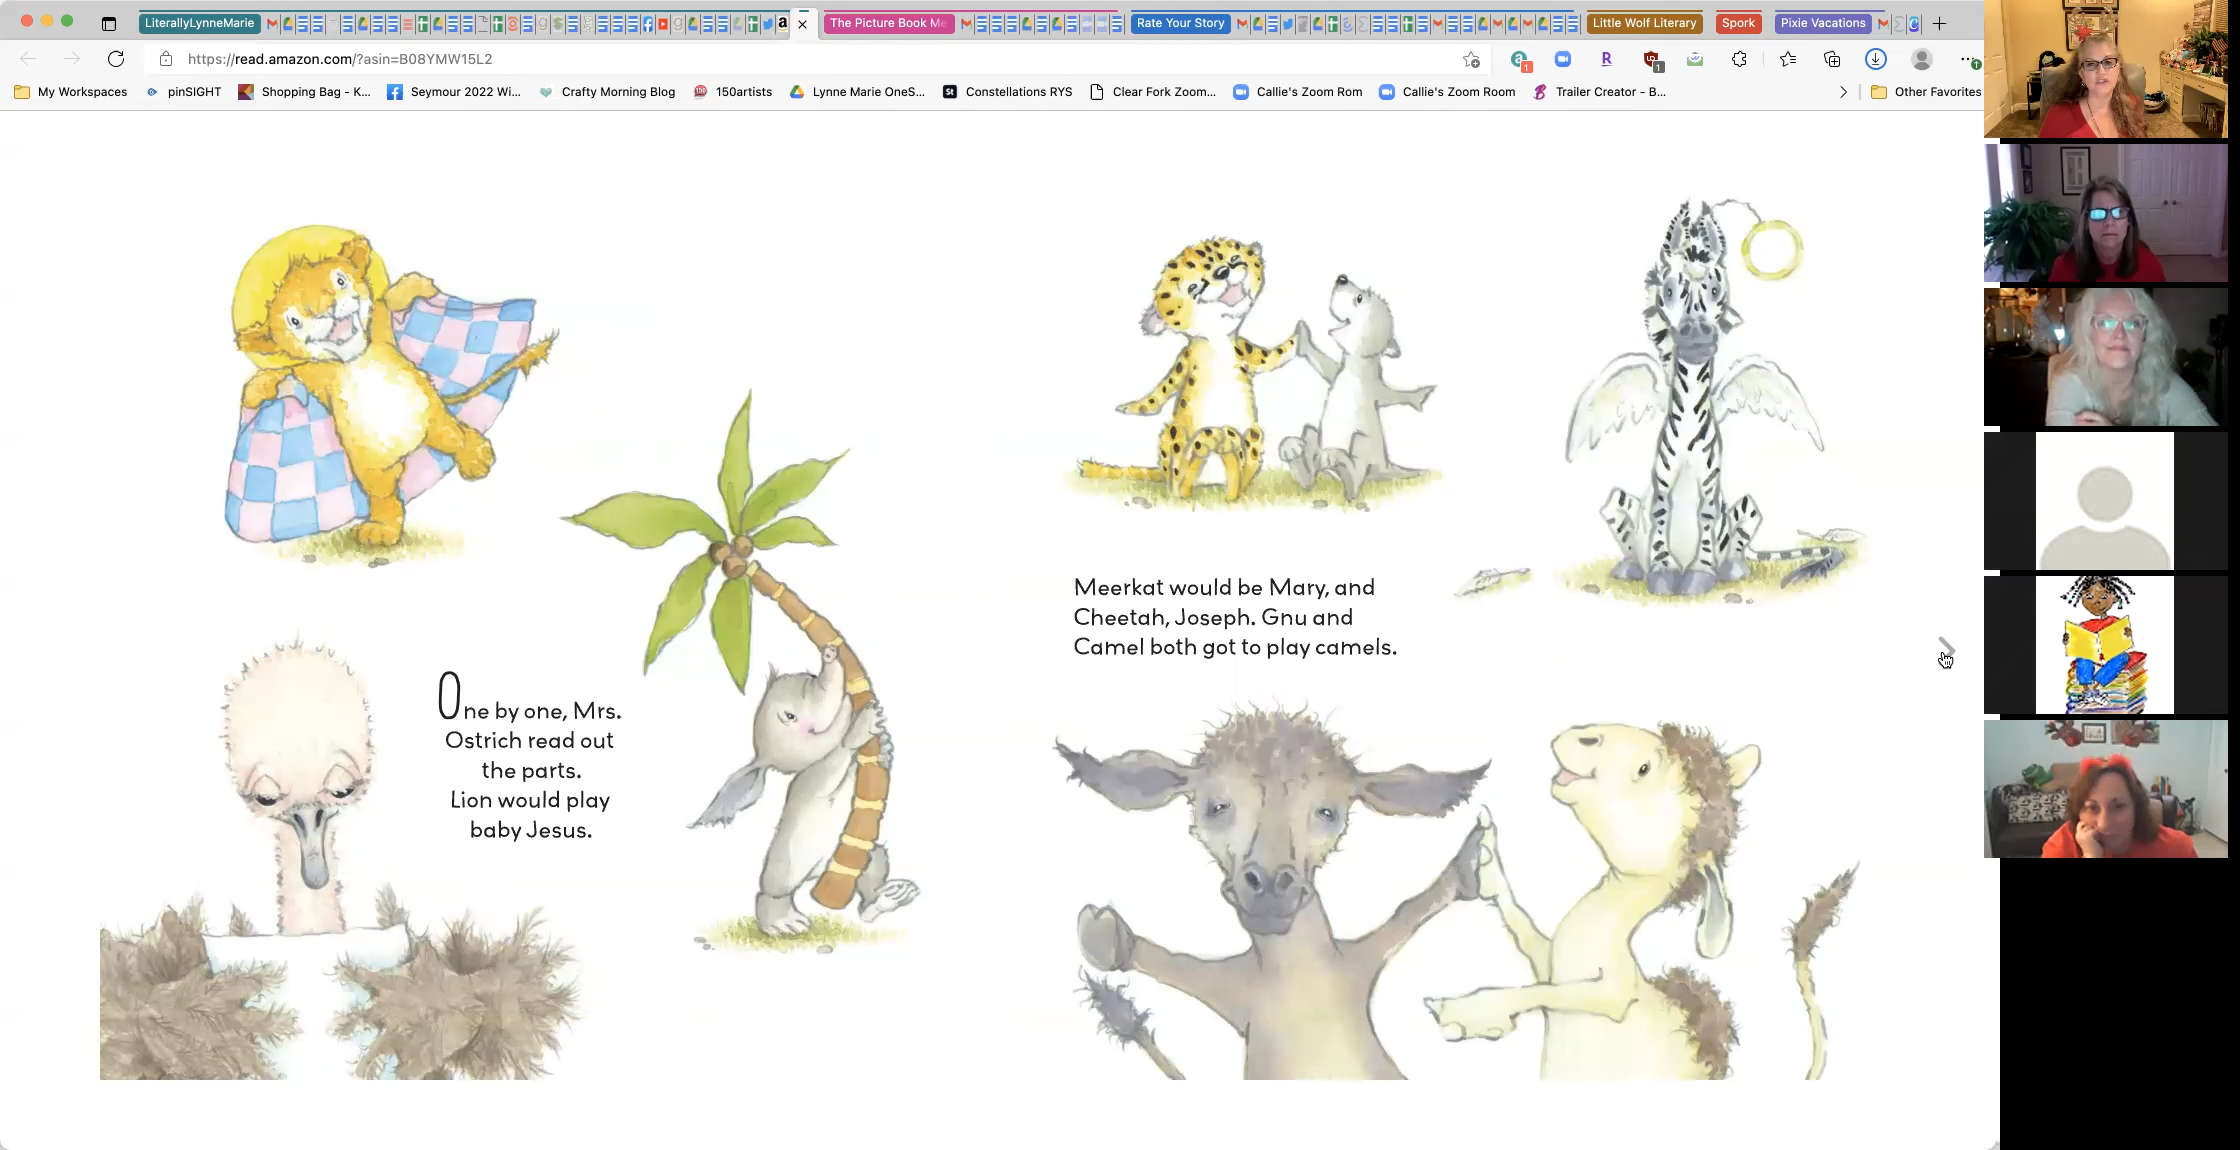 LiterallyLynneMarie
The Picture Book Me
Rate Your Story
Little Wolf Literary
Spork
Pixie Vacations
https://read.amazon.com/?asin=B08YMW15L2
My Workspaces
pinSIGHT
Shopping Bag - K...
Seymour 2022 Wi...
Crafty Morning Blog
150artists
Lynne Marie OneS...
Constellations RYS
Clear Fork Zoom...
Callie's Zoom Rom
Callie's Zoom Room
Trailer Creator - B...
Other Favorites
One by one, Mrs.
Ostrich read out
the parts.
Lion would play
baby Jesus.
Meerkat would be Mary, and
Cheetah, Joseph. Gnu and
Camel both got to play camels.